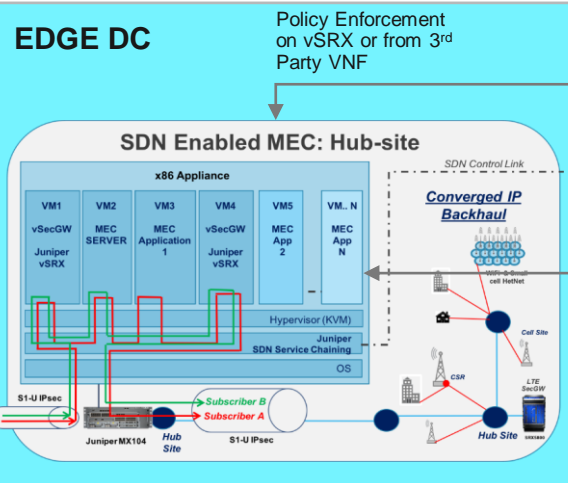 EDGE DC
Policy Enforcement
on vSRX or from 3rd
Party VNF
SDN Enabled MEC: Hub-site
SDN Control Link
x86 Appliance
VM1
vSecGW
Juniper
vSRX
VM2
MEC
SERVER
VM3
MEC
Application
1
VM4
vSecGW
Juniper
vSRX
VM5
MEC
App
2
VM.. N
MEC
App
N
Converged IP
Backhaul
WiFi & Small
cell HetNet
Hypervisor (KVM)
Juniper
SDN Service Chaining
OS
Cell Site
CSR
LTE
SecGW
S1-U IPsec
Subscriber B
Subscriber A
Juniper MX104
Hub
Site
S1-U IPsec
Hub Site
SRX5800